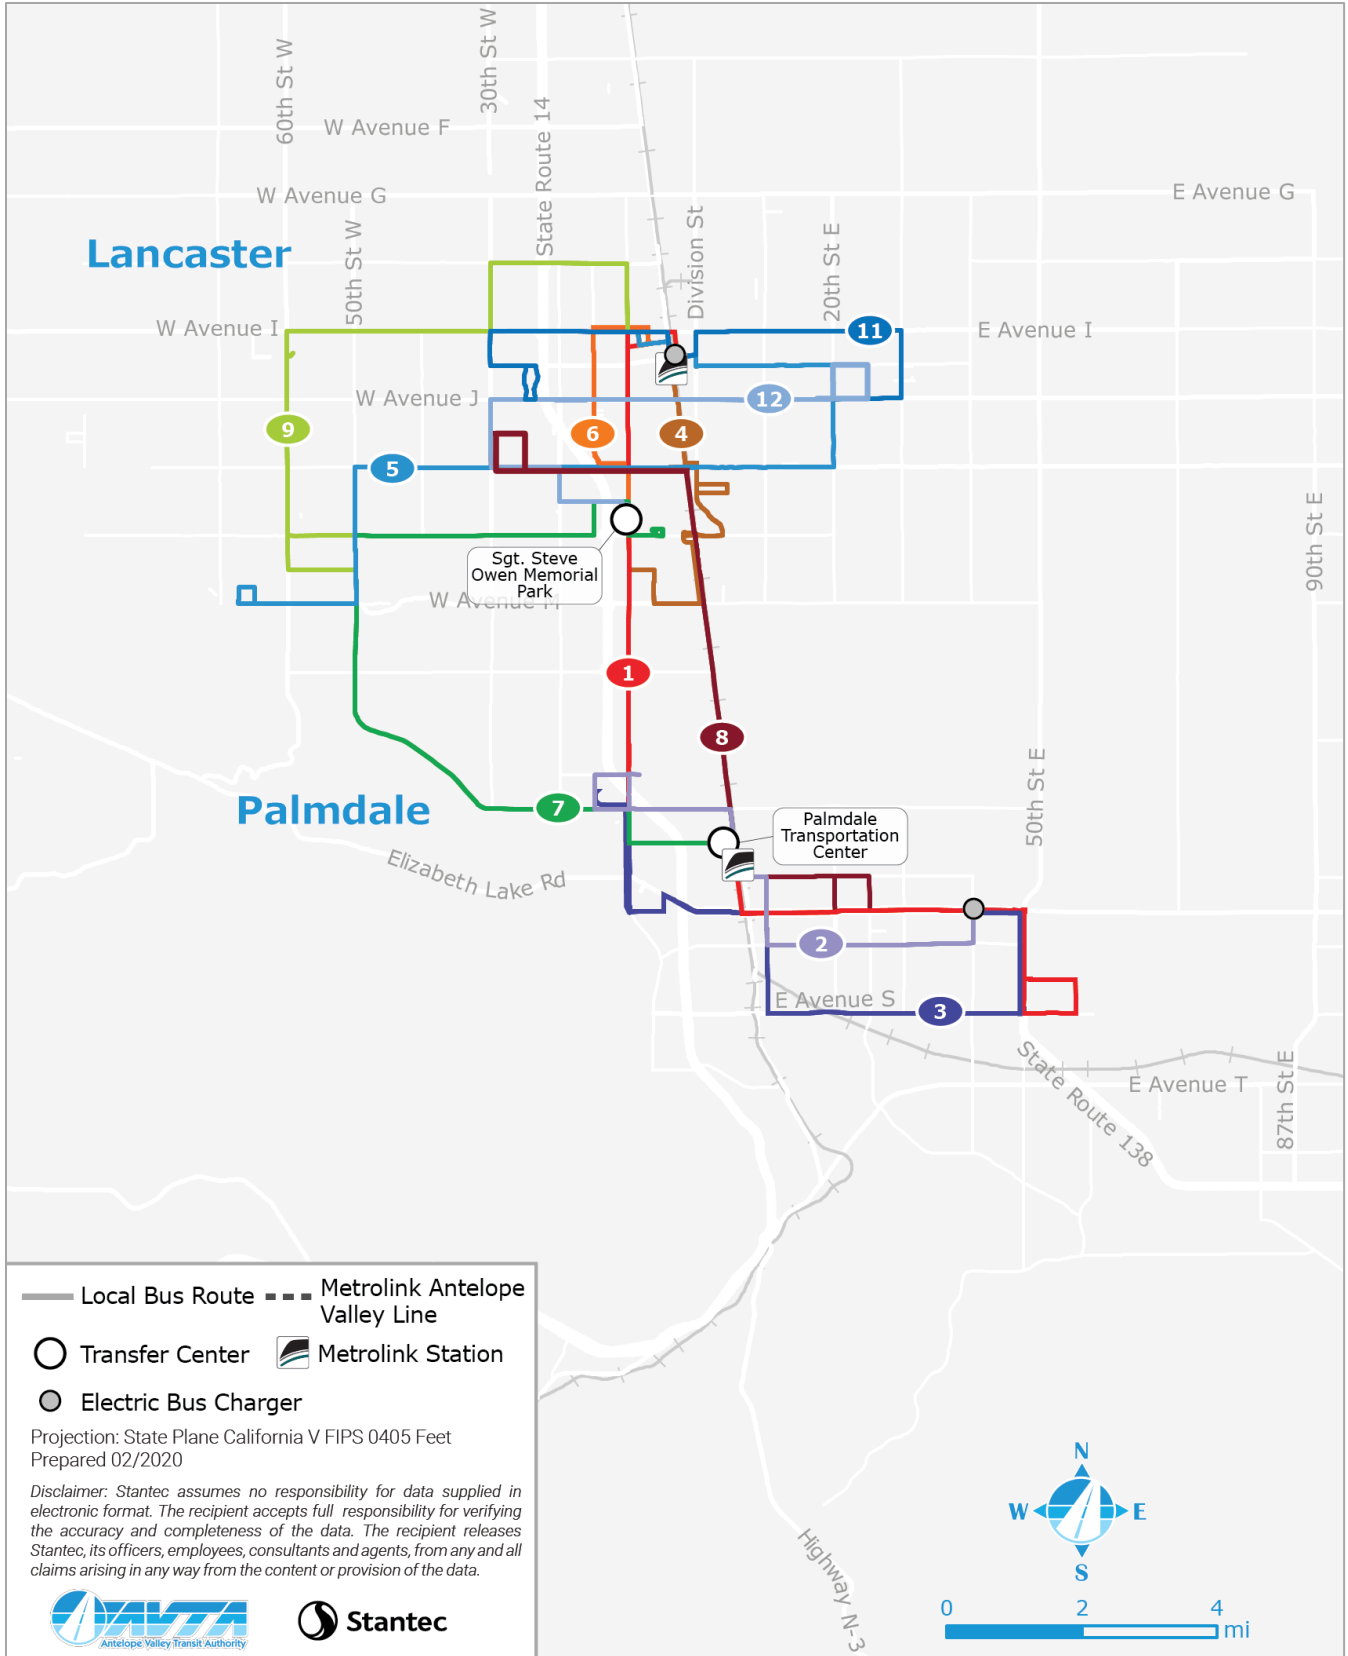 60th St W
30th St W
State Route 14
W Avenue F
W Avenue G
E Avenue G
Lancaster
50th St W
Division St
20th St E
W Avenue I
E Avenue I
11
W Avenue J
12
9
6
4
5
90th St E
Sgt. Steve
Owen Memorial
Park
W Avenue M
1
8
50th St E
Palmdale
7
Palmdale
Transportation
Center
Elizabeth Lake Rd
2
E Avenue S
3
State Route 138
E Avenue T
87th St E
Local Bus Route
Metrolink Antelope
Valley Line
Transfer Center
Metrolink Station
Electric Bus Charger
Projection: State Plane California V FIPS 0405 Feet
Prepared 02/2020
Disclaimer: Stantec assumes no responsibility for data supplied in
electronic format. The recipient accepts full responsibility for verifying
the accuracy and completeness of the data. The recipient releases
Stantec, its officers, employees, consultants and agents, from any and all
claims arising in any way from the content or provision of the data.
AVTA
Antelope Valley Transit Authority
Stantec
Highway N-3
N
W E
S
0 2 4
mi